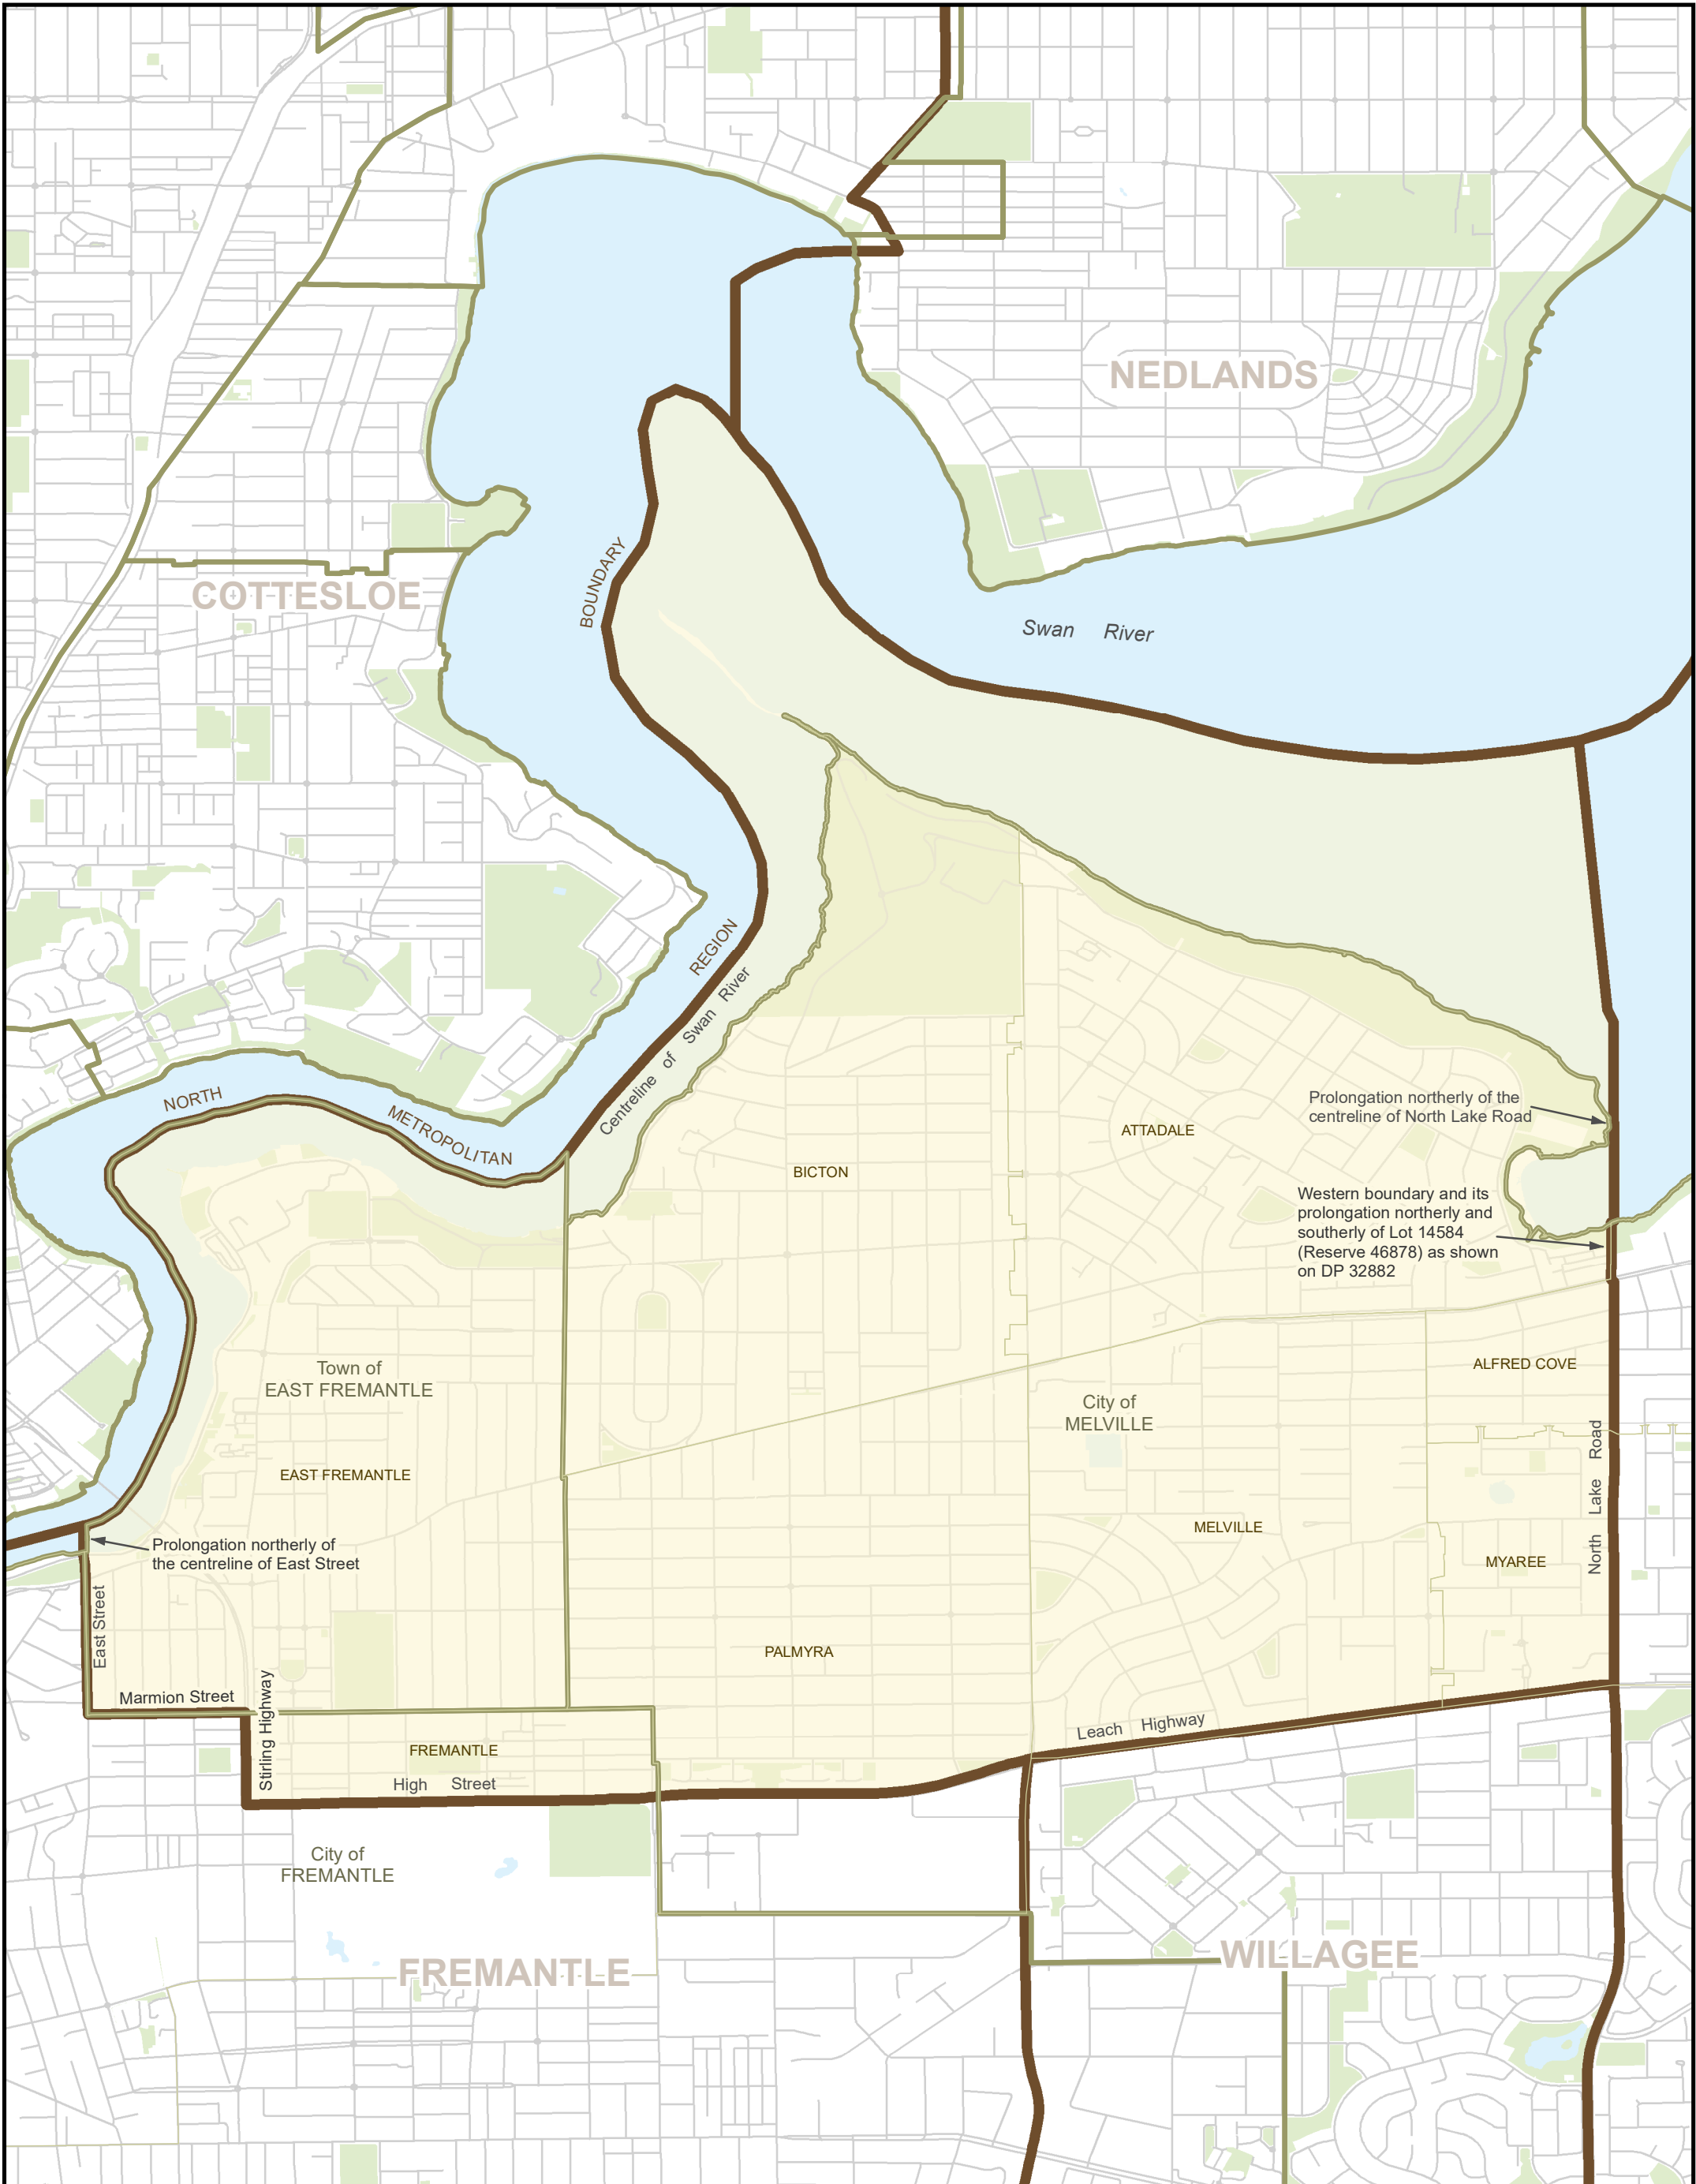 NEDLANDS
COTTESLOE
BOUNDARY
Swan River
REGION
Centreline of Swan River
NORTH
METROPOLITAN
Prolongation northerly of the
centreline of North Lake Road
ATTADALE
BICTON
Western boundary and its
prolongation northerly and
southerly of Lot 14584
(Reserve 46878) as shown
on DP 32882
Town of
EAST FREMANTLE
ALFRED COVE
City of
MELVILLE
EAST FREMANTLE
North Lake Road
MELVILLE
Prolongation northerly of
the centreline of East Street
MYAREE
East Street
PALMYRA
Marmion Street
Stirling Highway
Leach Highway
FREMANTLE
High Street
City of
FREMANTLE
FREMANTLE
WILLAGEE